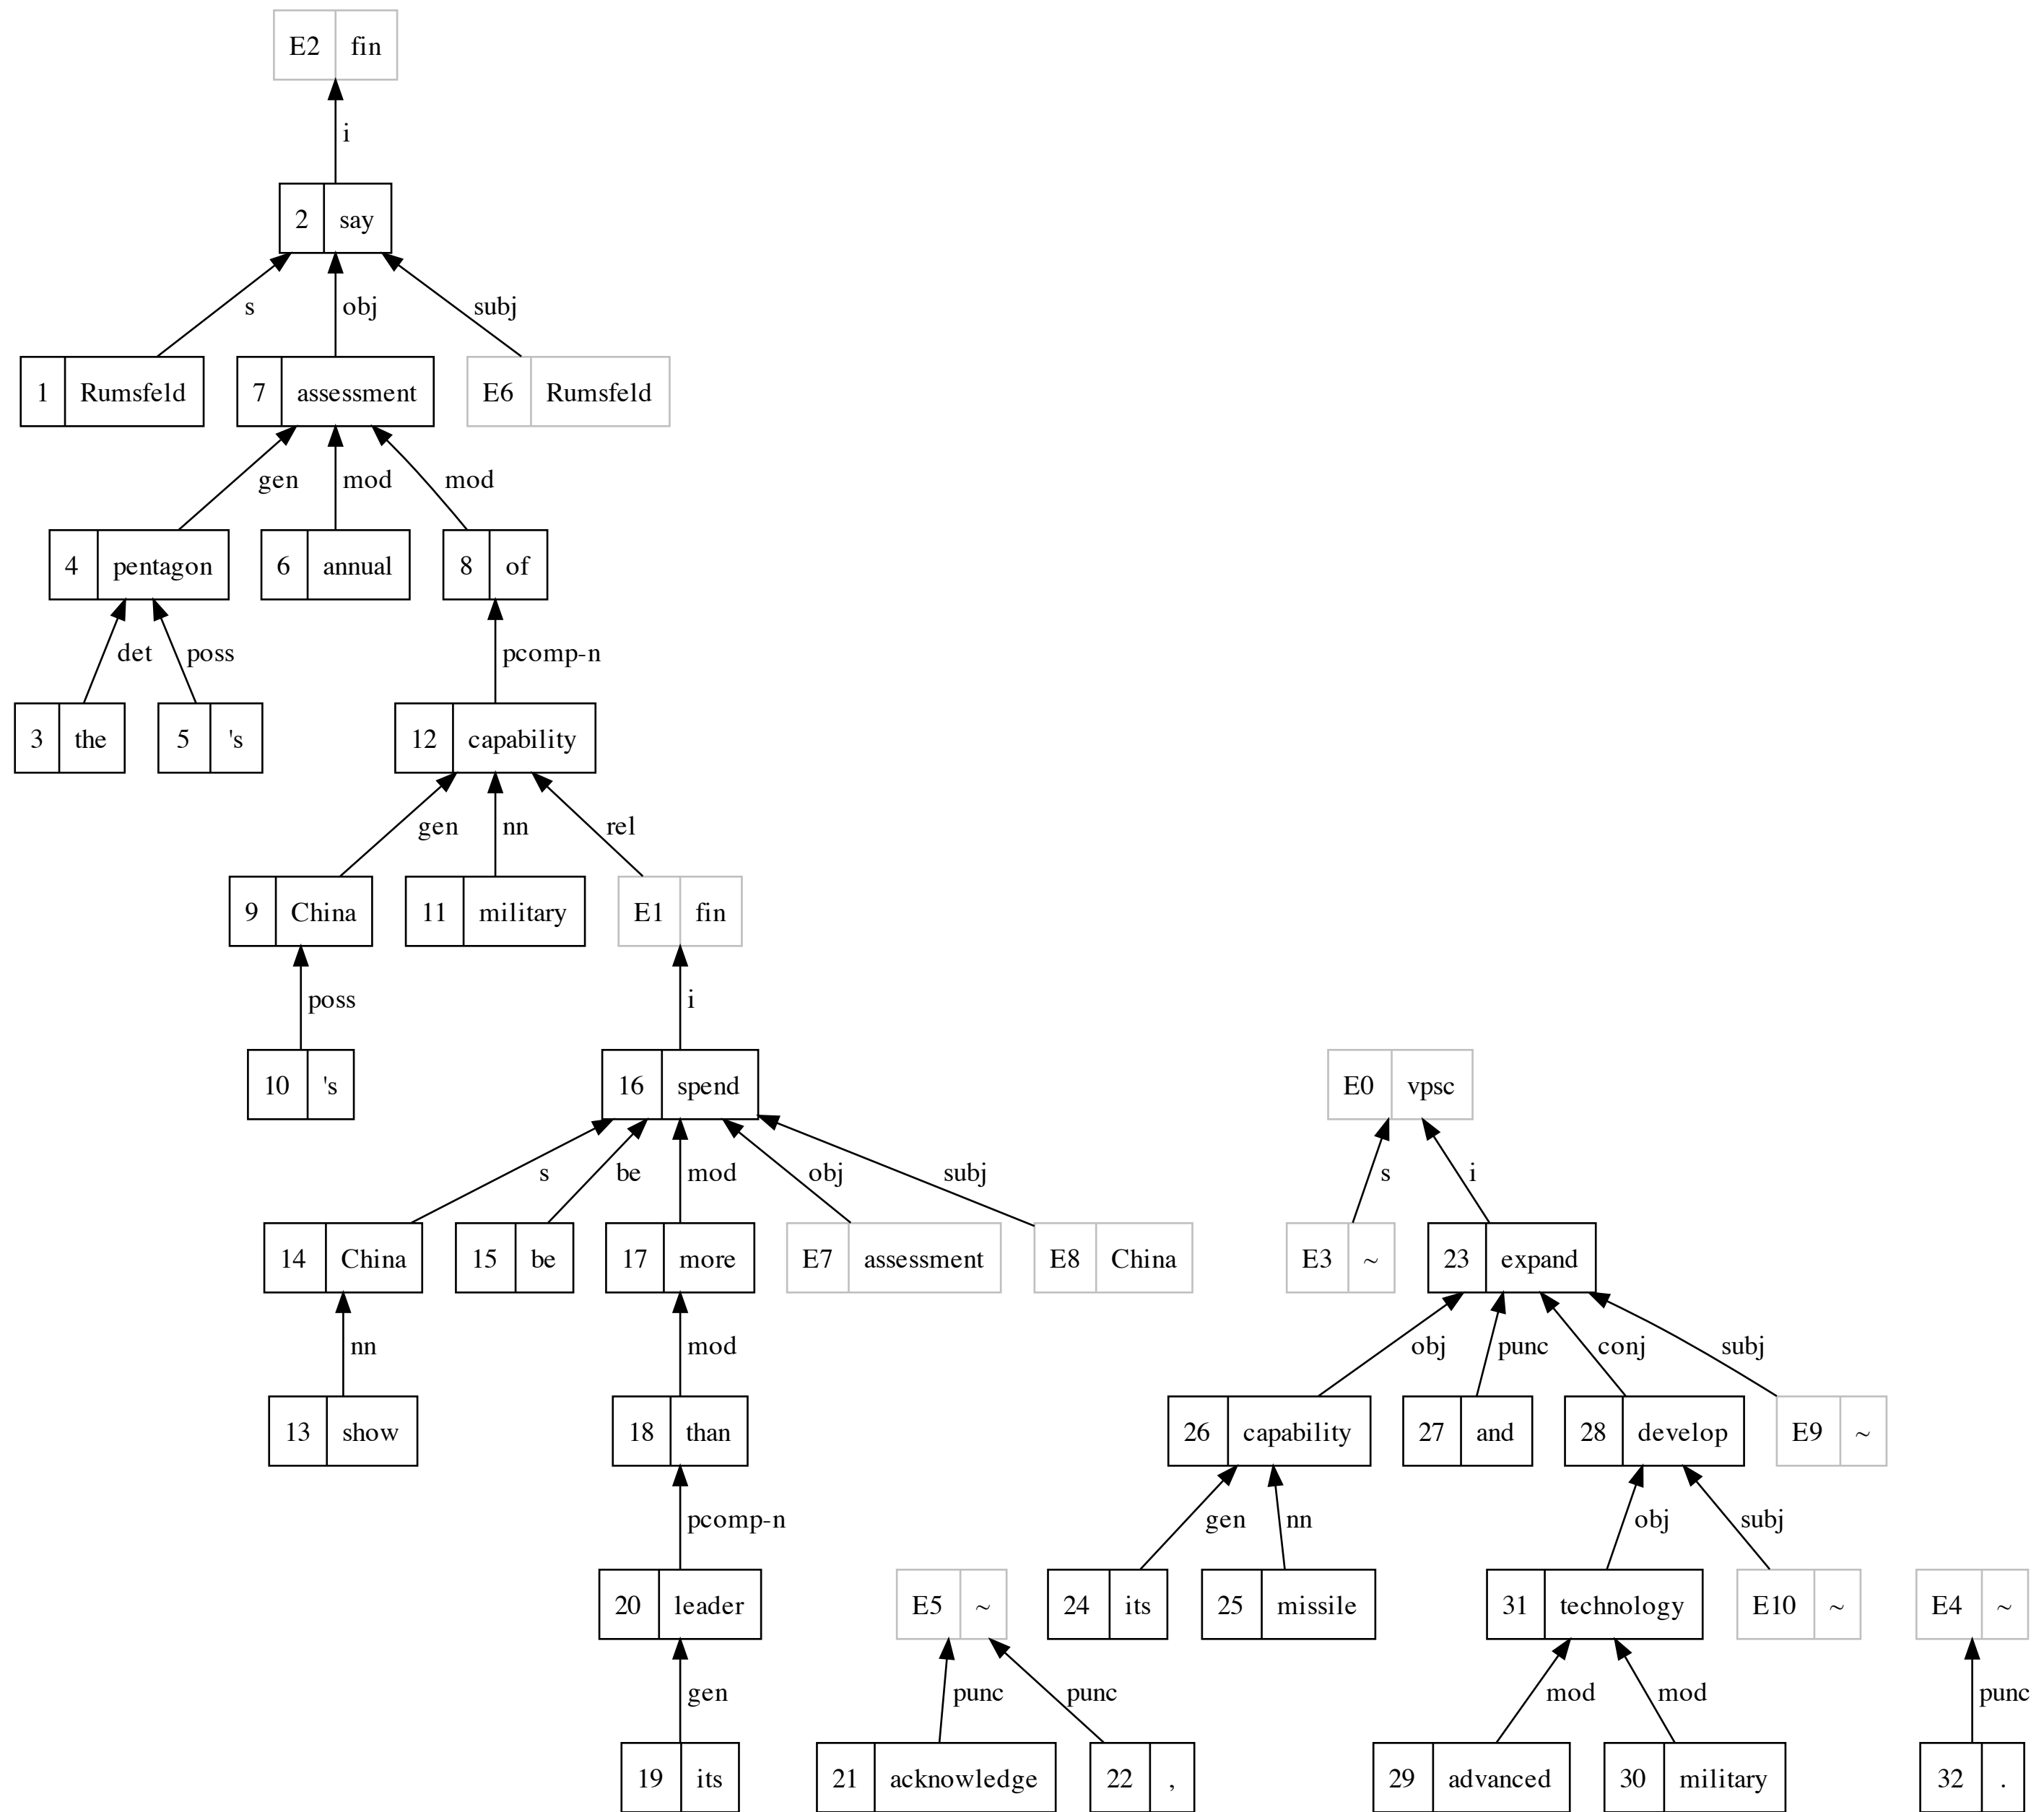 E2 fin
i
2 say
s obj subj
1 Rumsfeld 7 assessment E6 Rumsfeld
gen mod mod
4 pentagon 6 annual 8 of
det poss pcomp-n
3 the 5 's 12 capability
gen nn rel
9 China 11 military E1 fin
poss i
10 's 16 spend E0 vpsc
s be mod obj subj s i
14 China 15 be 17 more E7 assessment E8 China E3 ~ 23 expand
nn mod obj punc conj subj
13 show 18 than 26 capability 27 and 28 develop E9 ~
pcomp-n gen nn obj subj
20 leader E5 ~ 24 its 25 missile 31 technology E10 ~ E4 ~
gen punc punc mod mod punc
19 its 21 acknowledge 22 , 29 advanced 30 military 32 .